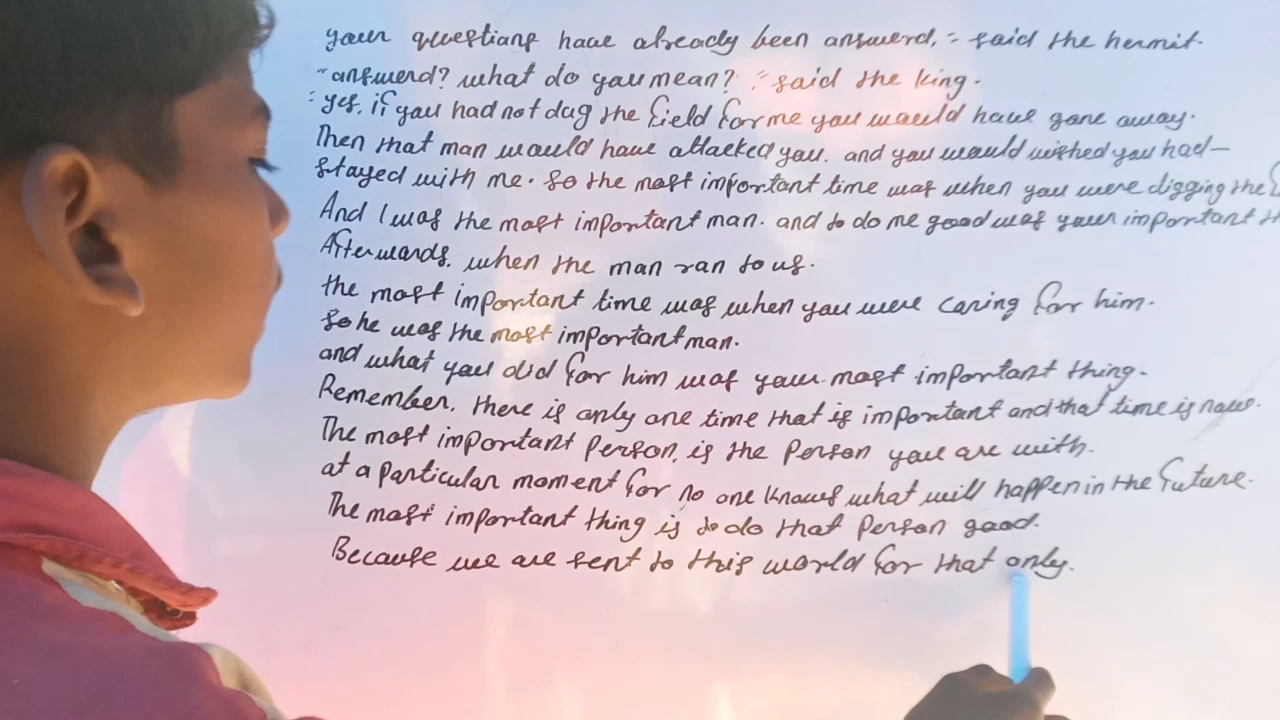 your questions have already been answerd," said the hermit.
"answerd? what do you mean?" said the king.
"yes, if you had not dug the field for me you would have gone away.
Then that man would have attacked you. and you would wished you had–
stayed with me. so the most important time was when you were digging the
And I was the most important man. and to do me good was your important
Afterwards, when the man ran to us.
the most important time was when you were caring for him.
so he was the most important man.
and what you did for him was your most important thing.
Remember, there is only one time that is important and that time is now.
The most important person, is the person you are with.
at a particular moment for no one knows what will happen in the future.
The most important thing is to do that person good.
Because we are sent to this world for that only.